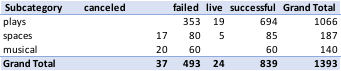 Subcategory canceled failed live successful Grand Total
plays 353 19 694 1066
spaces 17 80 5 85 187
musical 20 60 60 140
Grand Total 37 493 24 839 1393